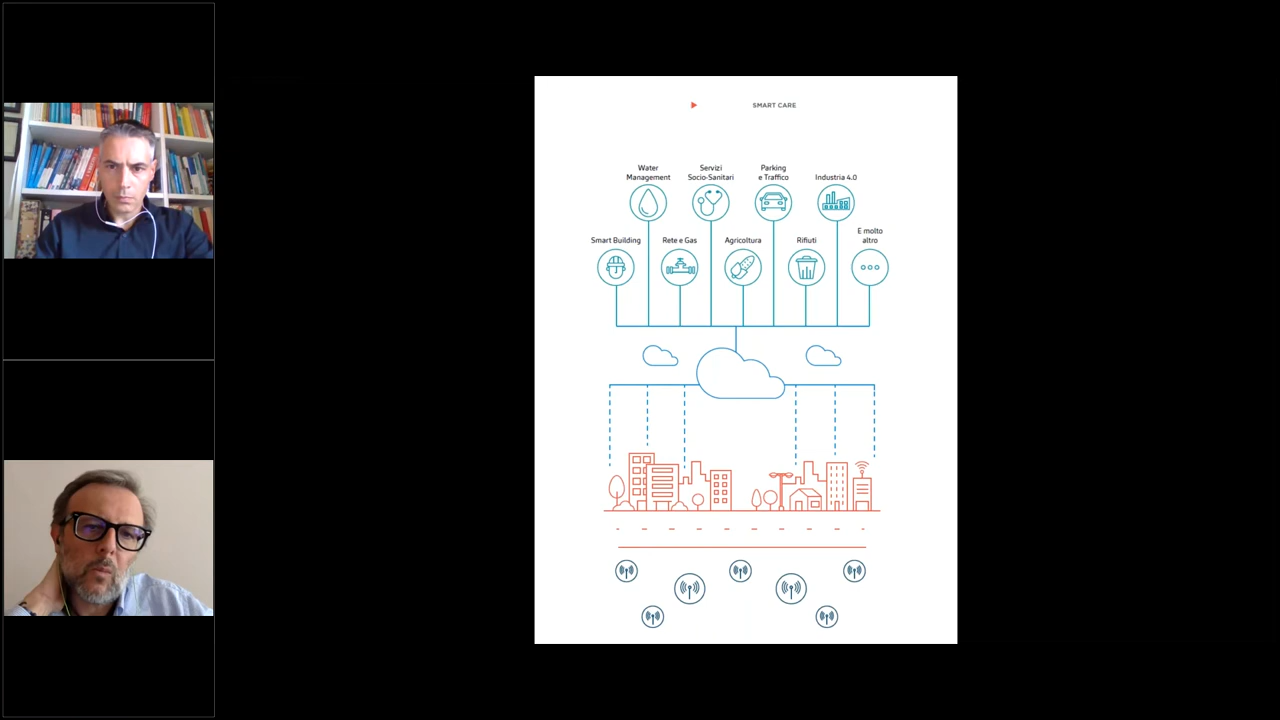 SMART CARE
Water
Management
Servizi
Socio-Sanitari
Parking
e Traffico
Industria 4.0
Smart Building
Rete e Gas
Agricoltura
Rifiuti
E molto
altro